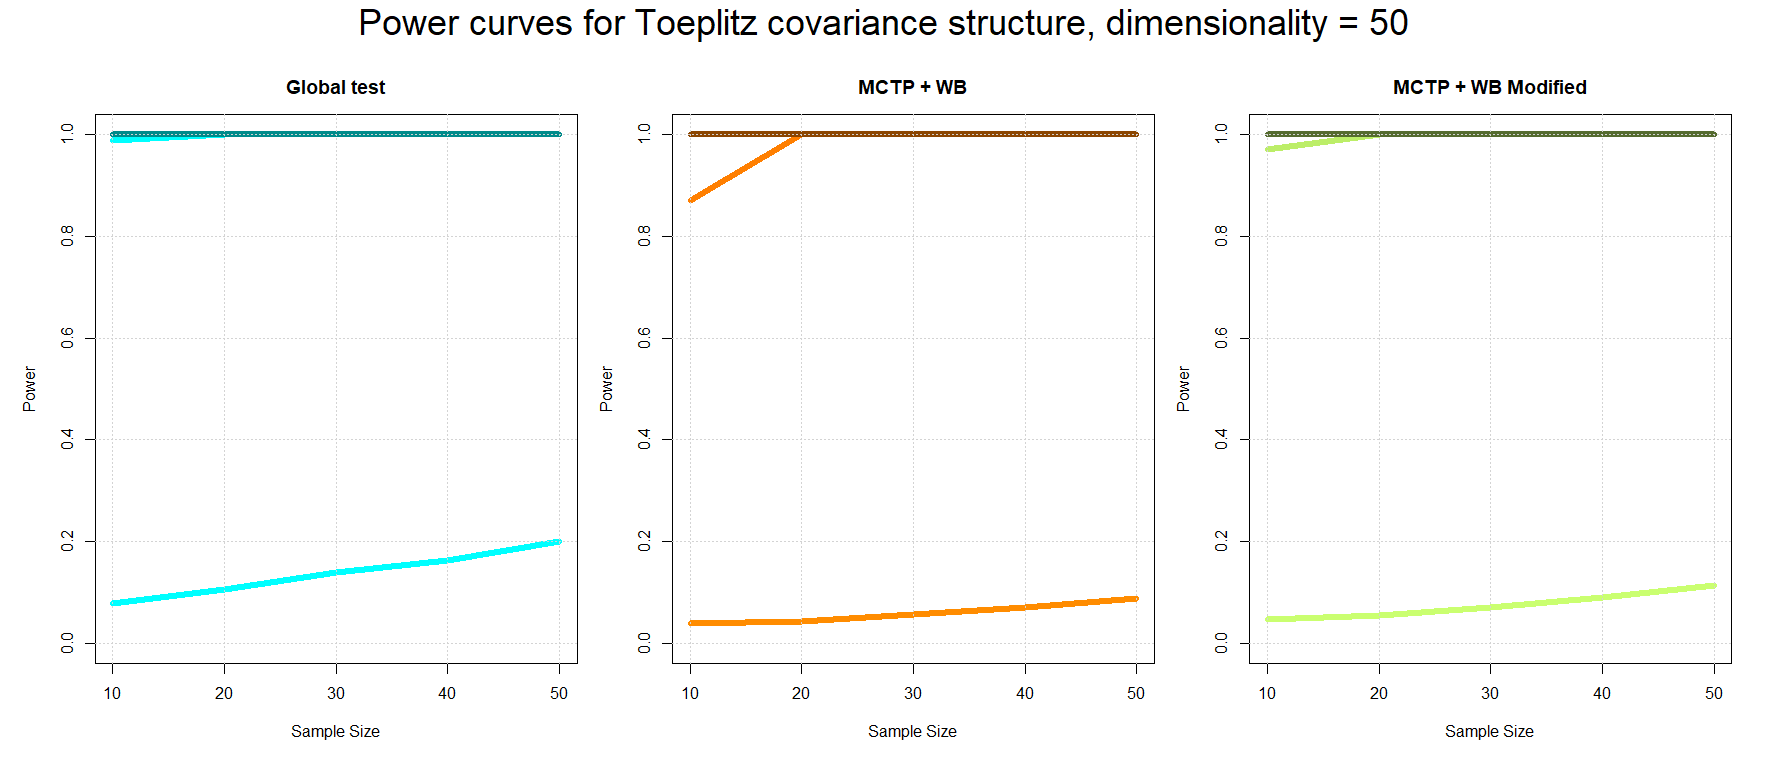 Power curves for Toeplitz covariance structure, dimensionality = 50
Global test
MCTP + WB
MCTP + WB Modified
Power
1.0
0.8
0.6
0.4
0.2
0.0
10 20 30 40 50
Sample Size
Power
1.0
0.8
0.6
0.4
0.2
0.0
10 20 30 40 50
Sample Size
Power
1.0
0.8
0.6
0.4
0.2
0.0
10 20 30 40 50
Sample Size